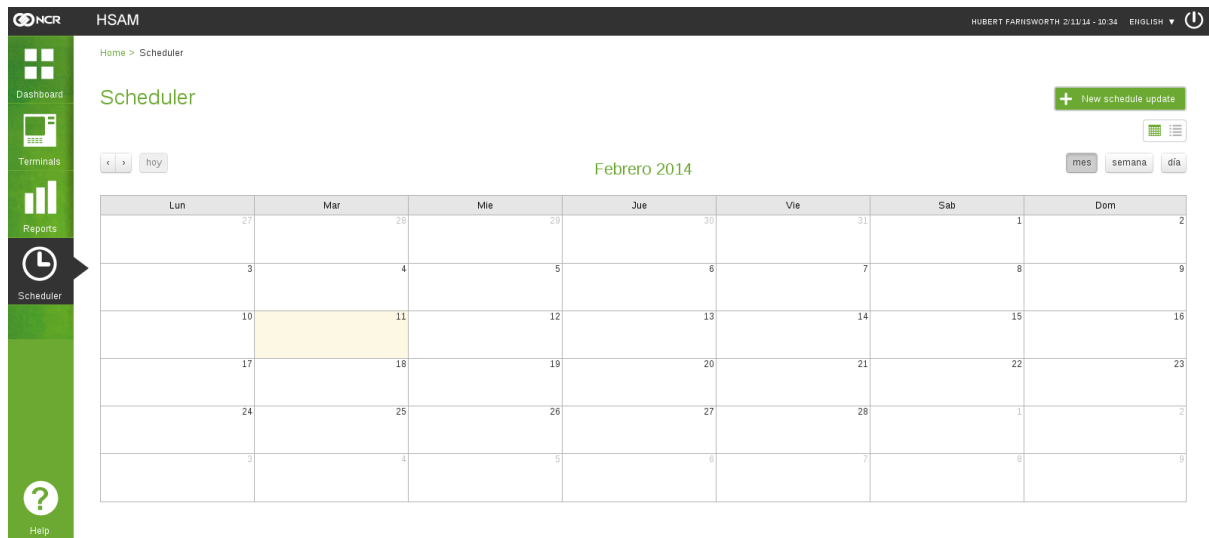 NCR HSAM HUBERT FARNSWORTH 2/11/14 - 10:34 ENGLISH ▼
Home > Scheduler
Dashboard
Scheduler
+ New schedule update
Terminals
‹ › hoy
Febrero 2014
mes semana día
Lun Mar Mie Jue Vie Sab Dom
27 28 29 30 31 1 2
Reports
3 4 5 6 7 8 9
Scheduler
10 11 12 13 14 15 16
17 18 19 20 21 22 23
24 25 26 27 28 1 2
3 4 5 6 7 8 9
?
Help